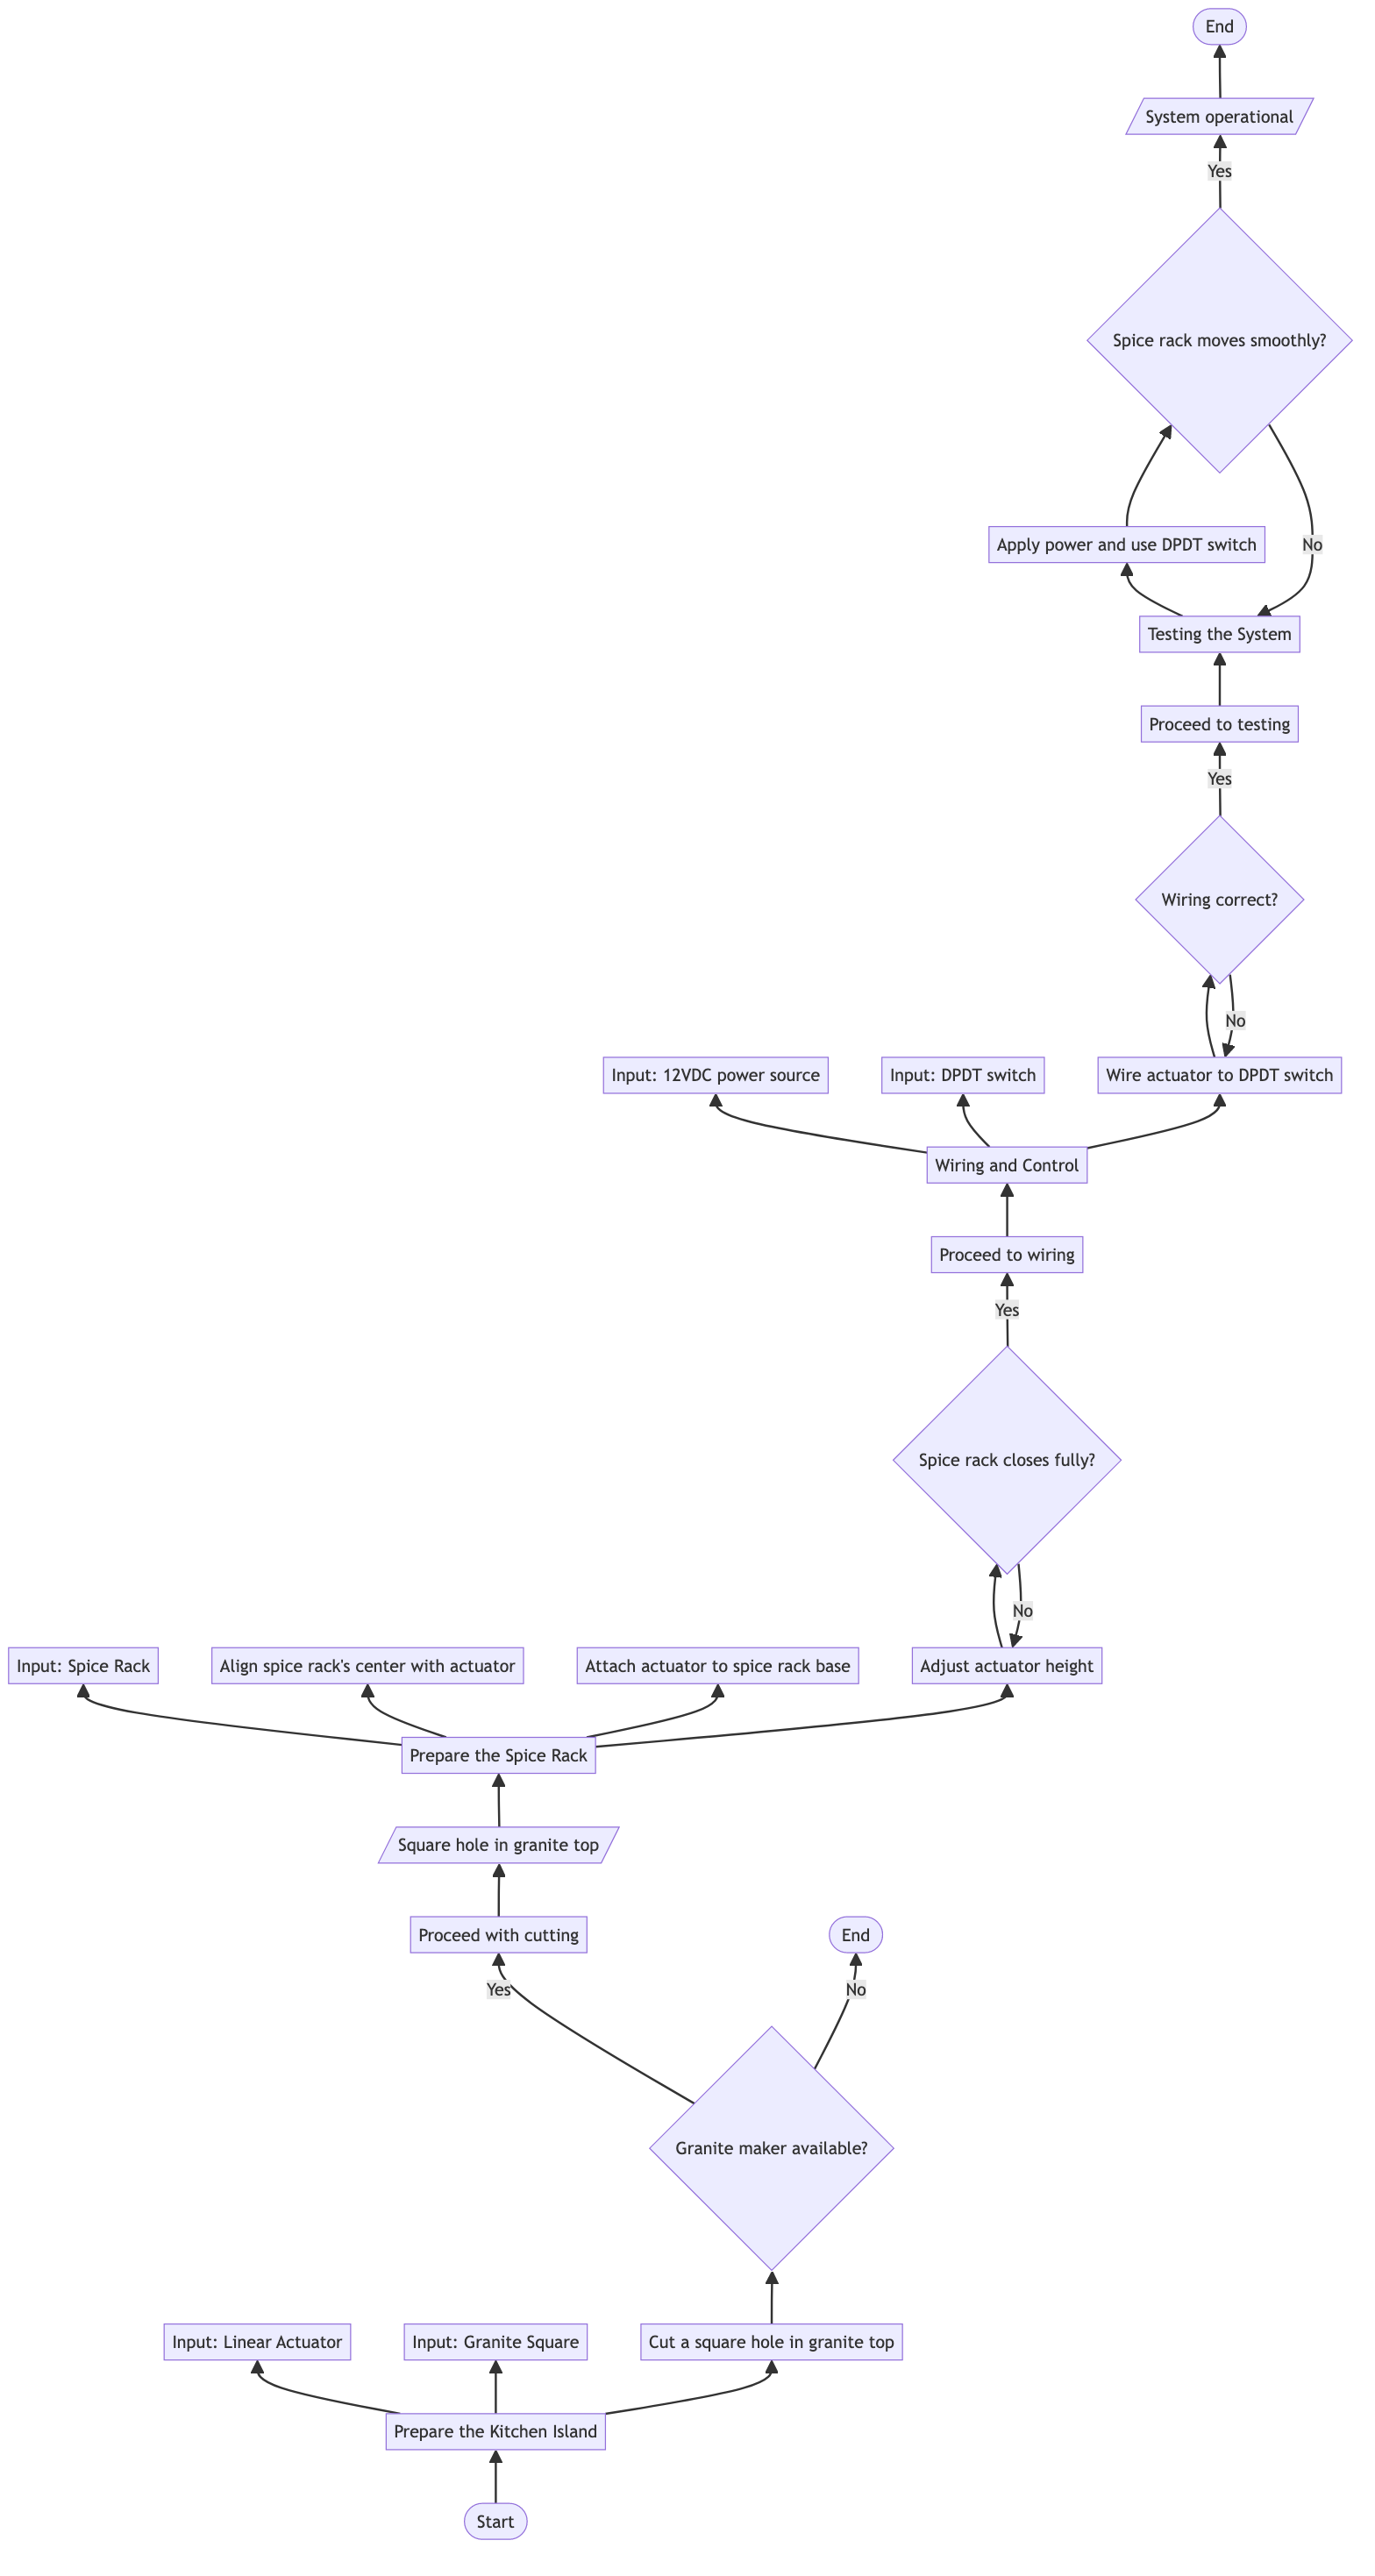 End
System operational
Yes
Spice rack moves smoothly?
Apply power and use DPDT switch
No
Testing the System
Proceed to testing
Yes
Wiring correct?
No
Input: 12VDC power source
Input: DPDT switch
Wire actuator to DPDT switch
Wiring and Control
Proceed to wiring
Yes
Spice rack closes fully?
No
Input: Spice Rack
Align spice rack's center with actuator
Attach actuator to spice rack base
Adjust actuator height
Prepare the Spice Rack
Square hole in granite top
Proceed with cutting
End
Yes
No
Granite maker available?
Input: Linear Actuator
Input: Granite Square
Cut a square hole in granite top
Prepare the Kitchen Island
Start